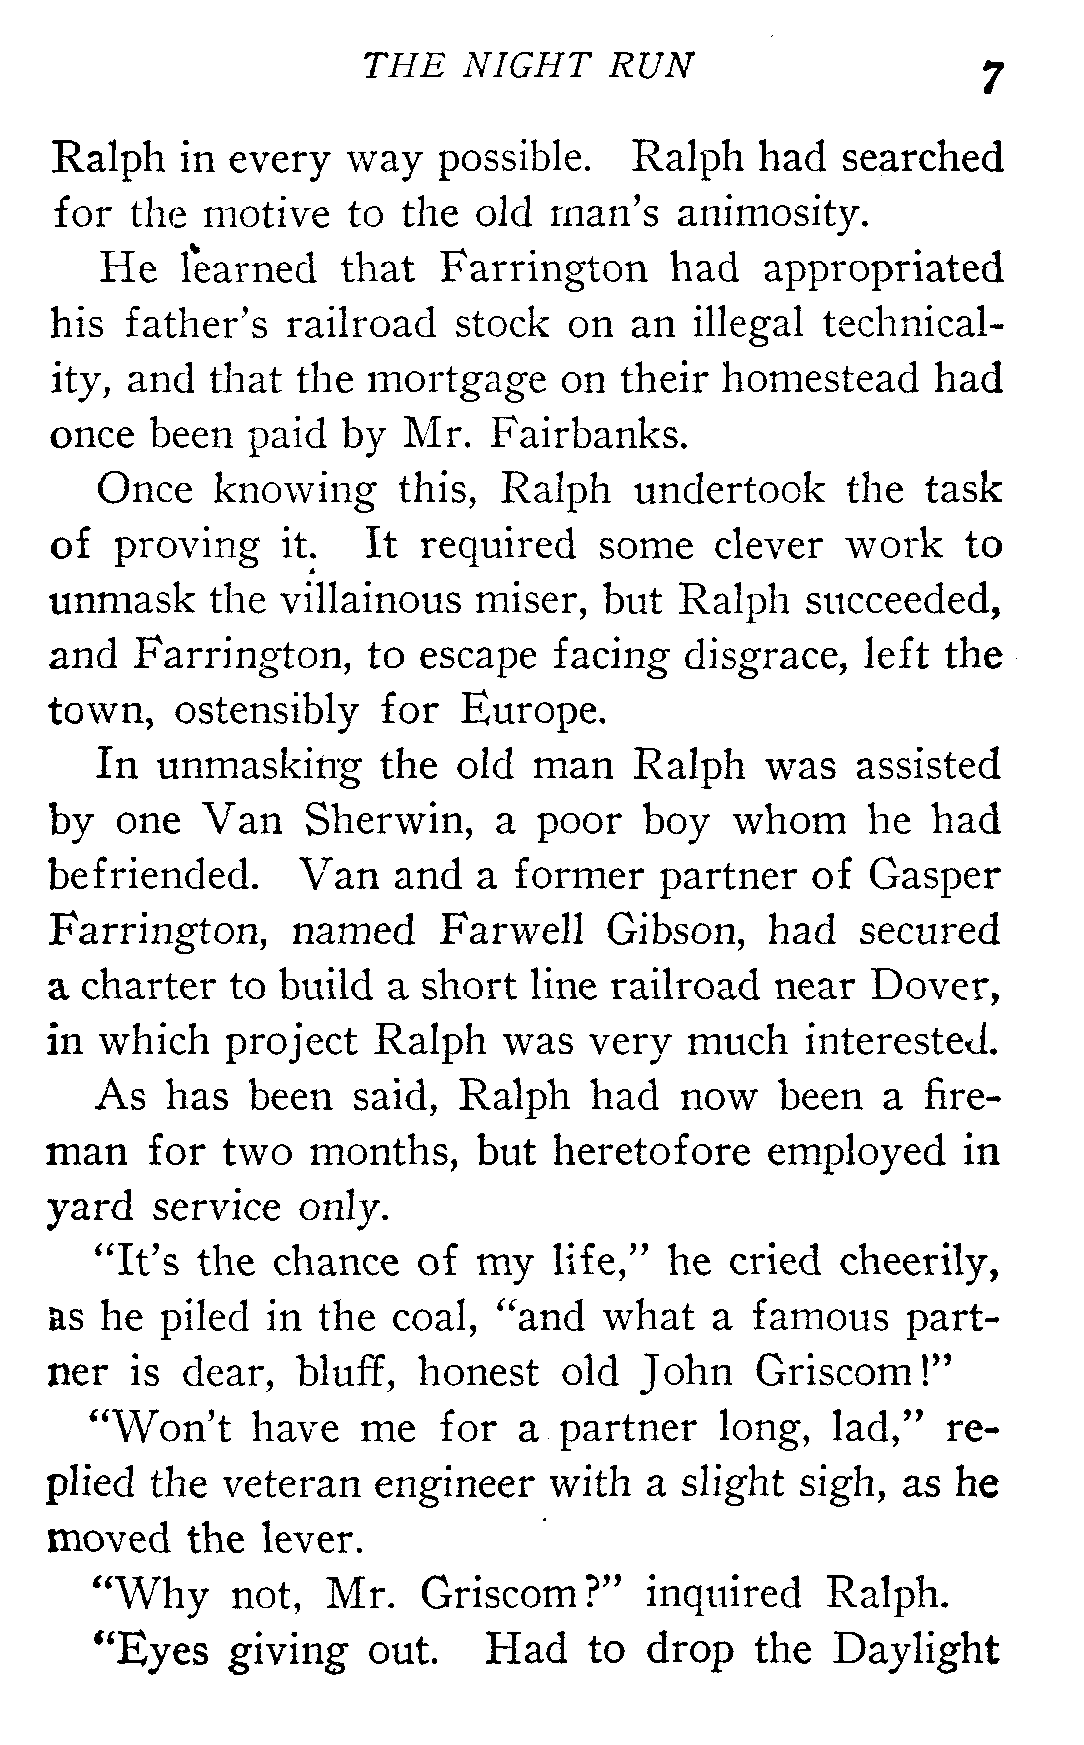 THE NIGHT RUN 7
Ralph in every way possible. Ralph had searched
for the motive to the old man's animosity.
He learned that Farrington had appropriated
his father's railroad stock on an illegal technical-
ity, and that the mortgage on their homestead had
once been paid by Mr. Fairbanks.
Once knowing this, Ralph undertook the task
of proving it. It required some clever work to
unmask the villainous miser, but Ralph succeeded,
and Farrington, to escape facing disgrace, left the
town, ostensibly for Europe.
In unmasking the old man Ralph was assisted
by one Van Sherwin, a poor boy whom he had
befriended. Van and a former partner of Gasper
Farrington, named Farwell Gibson, had secured
a charter to build a short line railroad near Dover,
in which project Ralph was very much interested.
As has been said, Ralph had now been a fire-
man for two months, but heretofore employed in
yard service only.
"It's the chance of my life," he cried cheerily,
as he piled in the coal, "and what a famous part-
ner is dear, bluff, honest old John Griscom!"
"Won't have me for a partner long, lad," re-
plied the veteran engineer with a slight sigh, as he
moved the lever.
"Why not, Mr. Griscom?" inquired Ralph.
"Eyes giving out. Had to drop the Daylight